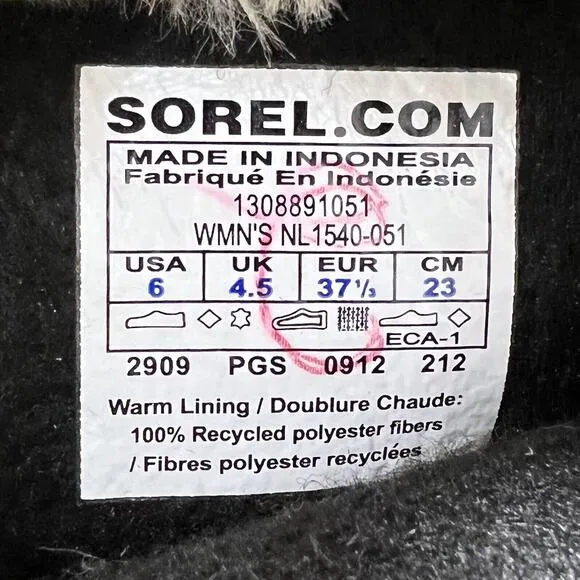 SOREL.COM
MADE IN INDONESIA
Fabriqué En Indonésie
1308891051
WMN'S NL1540-051
USA UK EUR CM
6 4.5 37⅓ 23
ECA-1
2909 PGS 0912 212
Warm Lining / Doublure Chaude:
100% Recycled polyester fibers
/ Fibres polyester recyclées